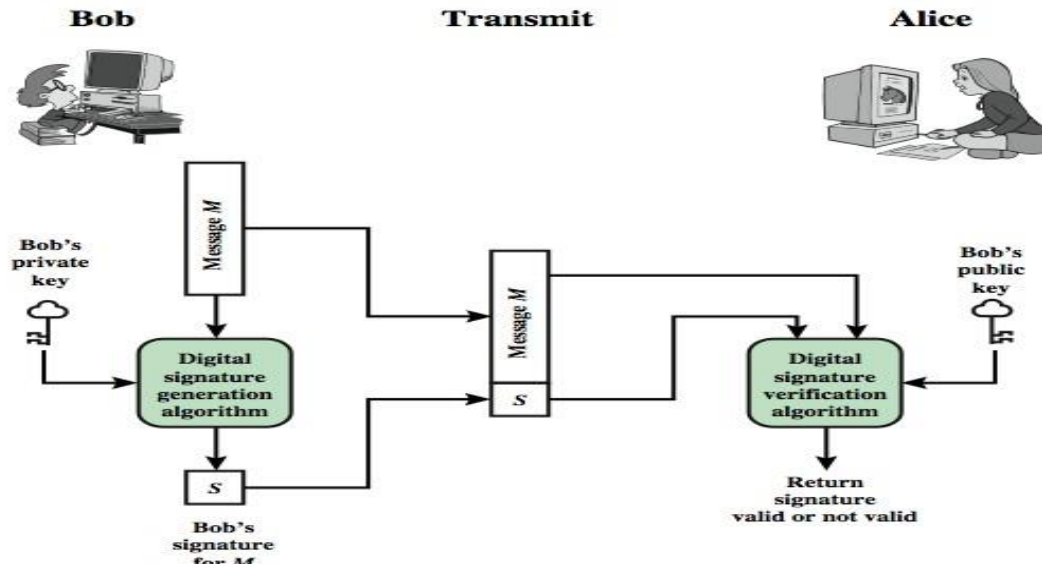 Bob
Transmit
Alice
Message M
Bob's
private
key
Digital
signature
generation
algorithm
S
Bob's
signature
for M
Message M
S
Bob's
public
key
Digital
signature
verification
algorithm
Return
signature
valid or not valid